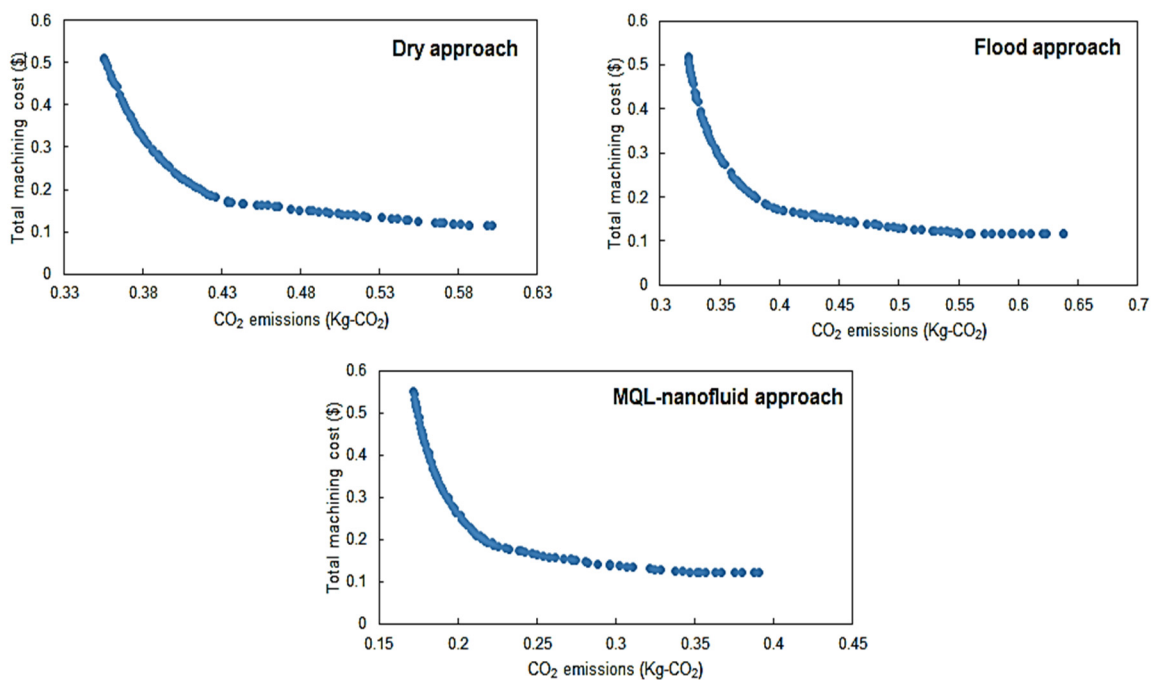 Dry approach
Total machining cost ($)
0.6
0.5
0.4
0.3
0.2
0.1
0
0.33 0.38 0.43 0.48 0.53 0.58 0.63
CO₂ emissions (Kg-CO₂)
Flood approach
Total machining cost ($)
0.6
0.5
0.4
0.3
0.2
0.1
0
0.3 0.35 0.4 0.45 0.5 0.55 0.6 0.65 0.7
CO₂ emissions (Kg-CO₂)
MQL-nanofluid approach
Total machining cost ($)
0.6
0.5
0.4
0.3
0.2
0.1
0
0.15 0.2 0.25 0.3 0.35 0.4 0.45
CO₂ emissions (Kg-CO₂)